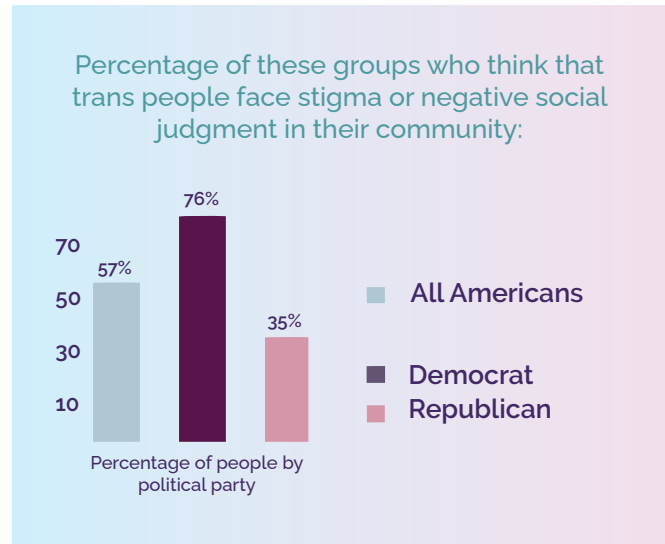 Percentage of these groups who think that
trans people face stigma or negative social
judgment in their community:
76%
70
57%
50
35%
30
10
All Americans
Democrat
Republican
Percentage of people by
political party